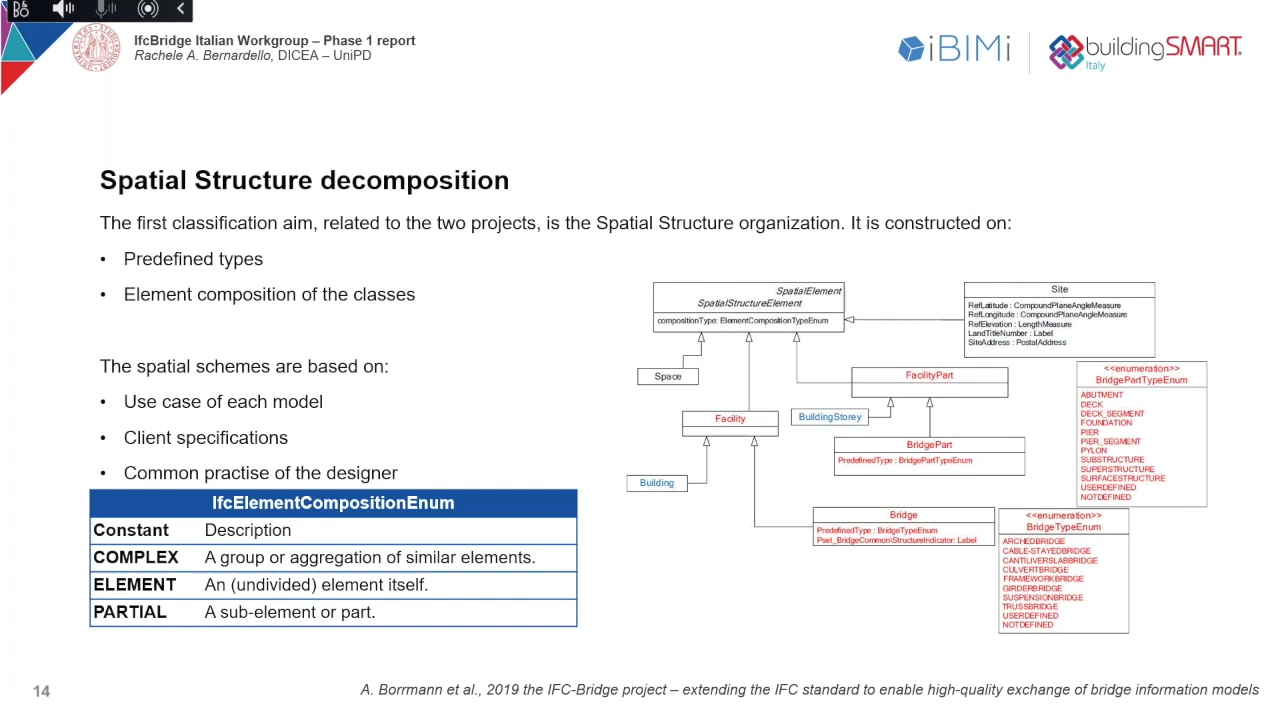 IfcBridge Italian Workgroup – Phase 1 report
Rachele A. Bernardello, DICEA – UniPD
iBIMi
buildingSMART
Italy
Spatial Structure decomposition
The first classification aim, related to the two projects, is the Spatial Structure organization. It is constructed on:
• Predefined types
• Element composition of the classes
The spatial schemes are based on:
• Use case of each model
• Client specifications
• Common practise of the designer
IfcElementCompositionEnum
Constant Description
COMPLEX A group or aggregation of similar elements.
ELEMENT An (undivided) element itself.
PARTIAL A sub-element or part.
SpatialElement
SpatialStructureElement
compositionType: ElementCompositionTypeEnum
Site
RefLatitude : CompoundPlaneAngleMeasure
RefLongitude : CompoundPlaneAngleMeasure
RefElevation : LengthMeasure
LandTitleNumber : Label
SiteAddress : PostalAddress
Space
FacilityPart
Facility
BuildingStorey
BridgePart
PredefinedType : BridgePartTypeEnum
Building
Bridge
PredefinedType : BridgeTypeEnum
Pset_BridgeCommon\StructureIndicator: Label
<<enumeration>>
BridgePartTypeEnum
ABUTMENT
DECK
DECK_SEGMENT
FOUNDATION
PIER
PIER_SEGMENT
PYLON
SUBSTRUCTURE
SUPERSTRUCTURE
SURFACESTRUCTURE
USERDEFINED
NOTDEFINED
<<enumeration>>
BridgeTypeEnum
ARCHEDBRIDGE
CABLE-STAYEDBRIDGE
CANTILIVERSLABBRIDGE
CULVERTBRIDGE
FRAMEWORKBRIDGE
GIRDERBRIDGE
SUSPENSIONBRIDGE
TRUSSBRIDGE
USERDEFINED
NOTDEFINED
14
A. Borrmann et al., 2019 the IFC-Bridge project – extending the IFC standard to enable high-quality exchange of bridge information models